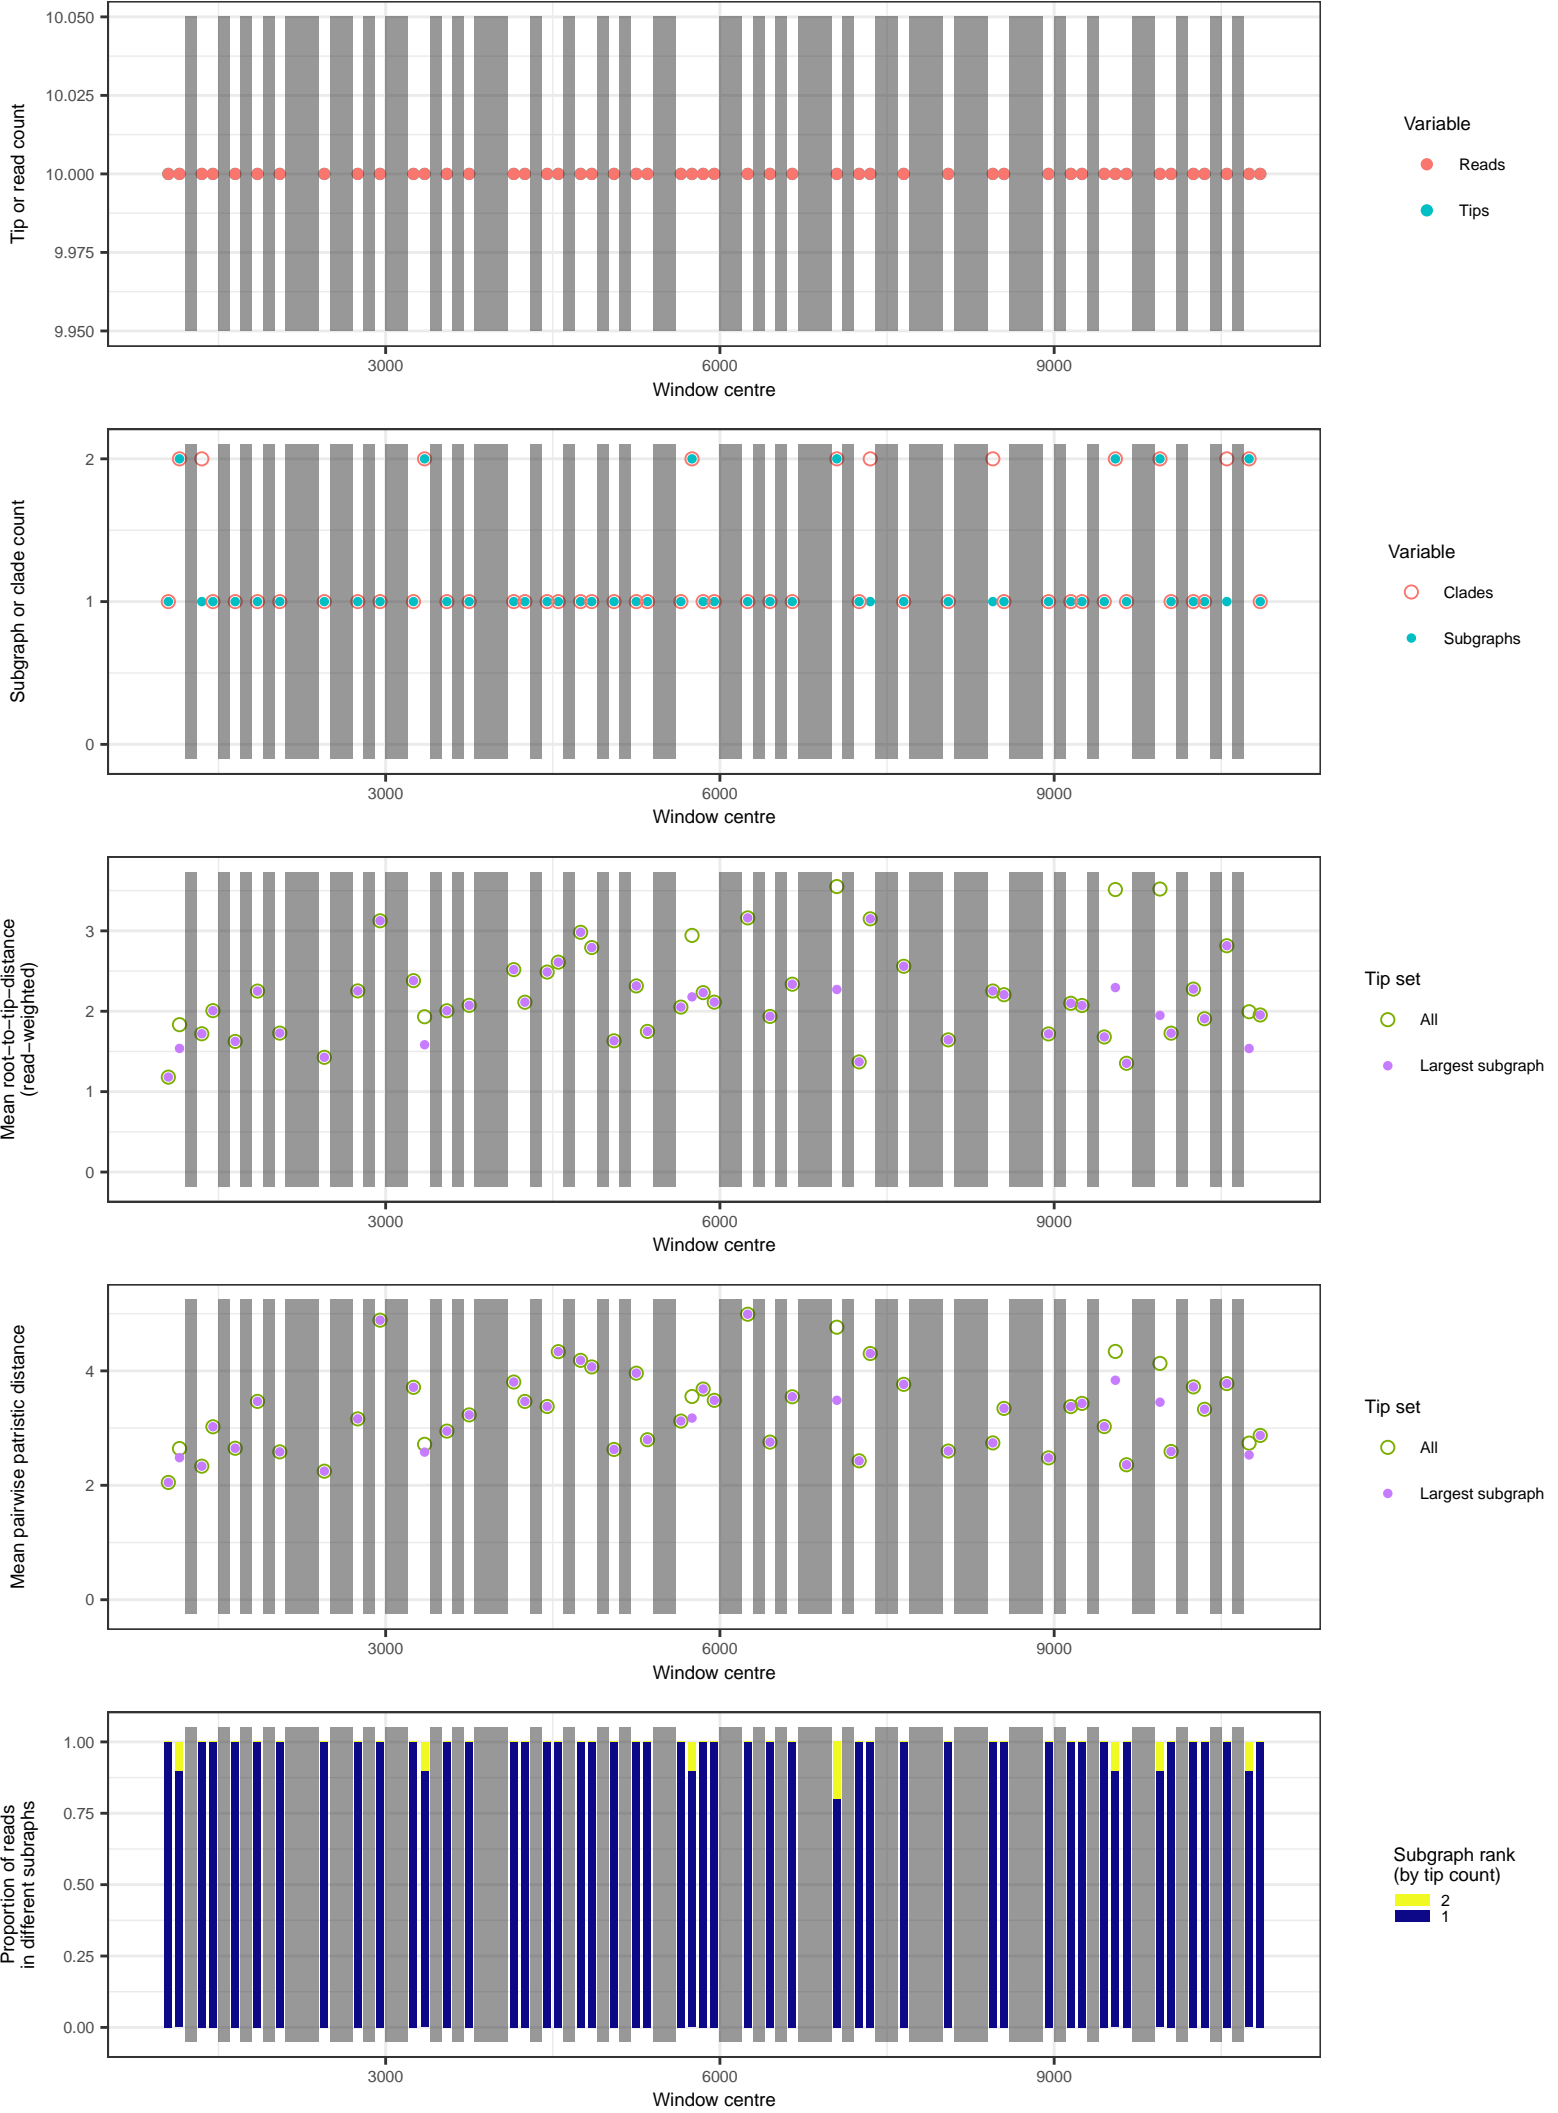 10.050
10.025
10.000
9.975
9.950
Tip or read count
3000
6000
9000
Window centre
Variable
Reads
Tips
2
1
0
Subgraph or clade count
3000
6000
9000
Window centre
Variable
Clades
Subgraphs
3
2
1
0
Mean root−to−tip−distance
(read−weighted)
3000
6000
9000
Window centre
Tip set
All
Largest subgraph
4
2
0
Mean pairwise patristic distance
3000
6000
9000
Window centre
Tip set
All
Largest subgraph
1.00
0.75
0.50
0.25
0.00
Proportion of reads
in different subraphs
3000
6000
9000
Window centre
Subgraph rank
(by tip count)
2
1